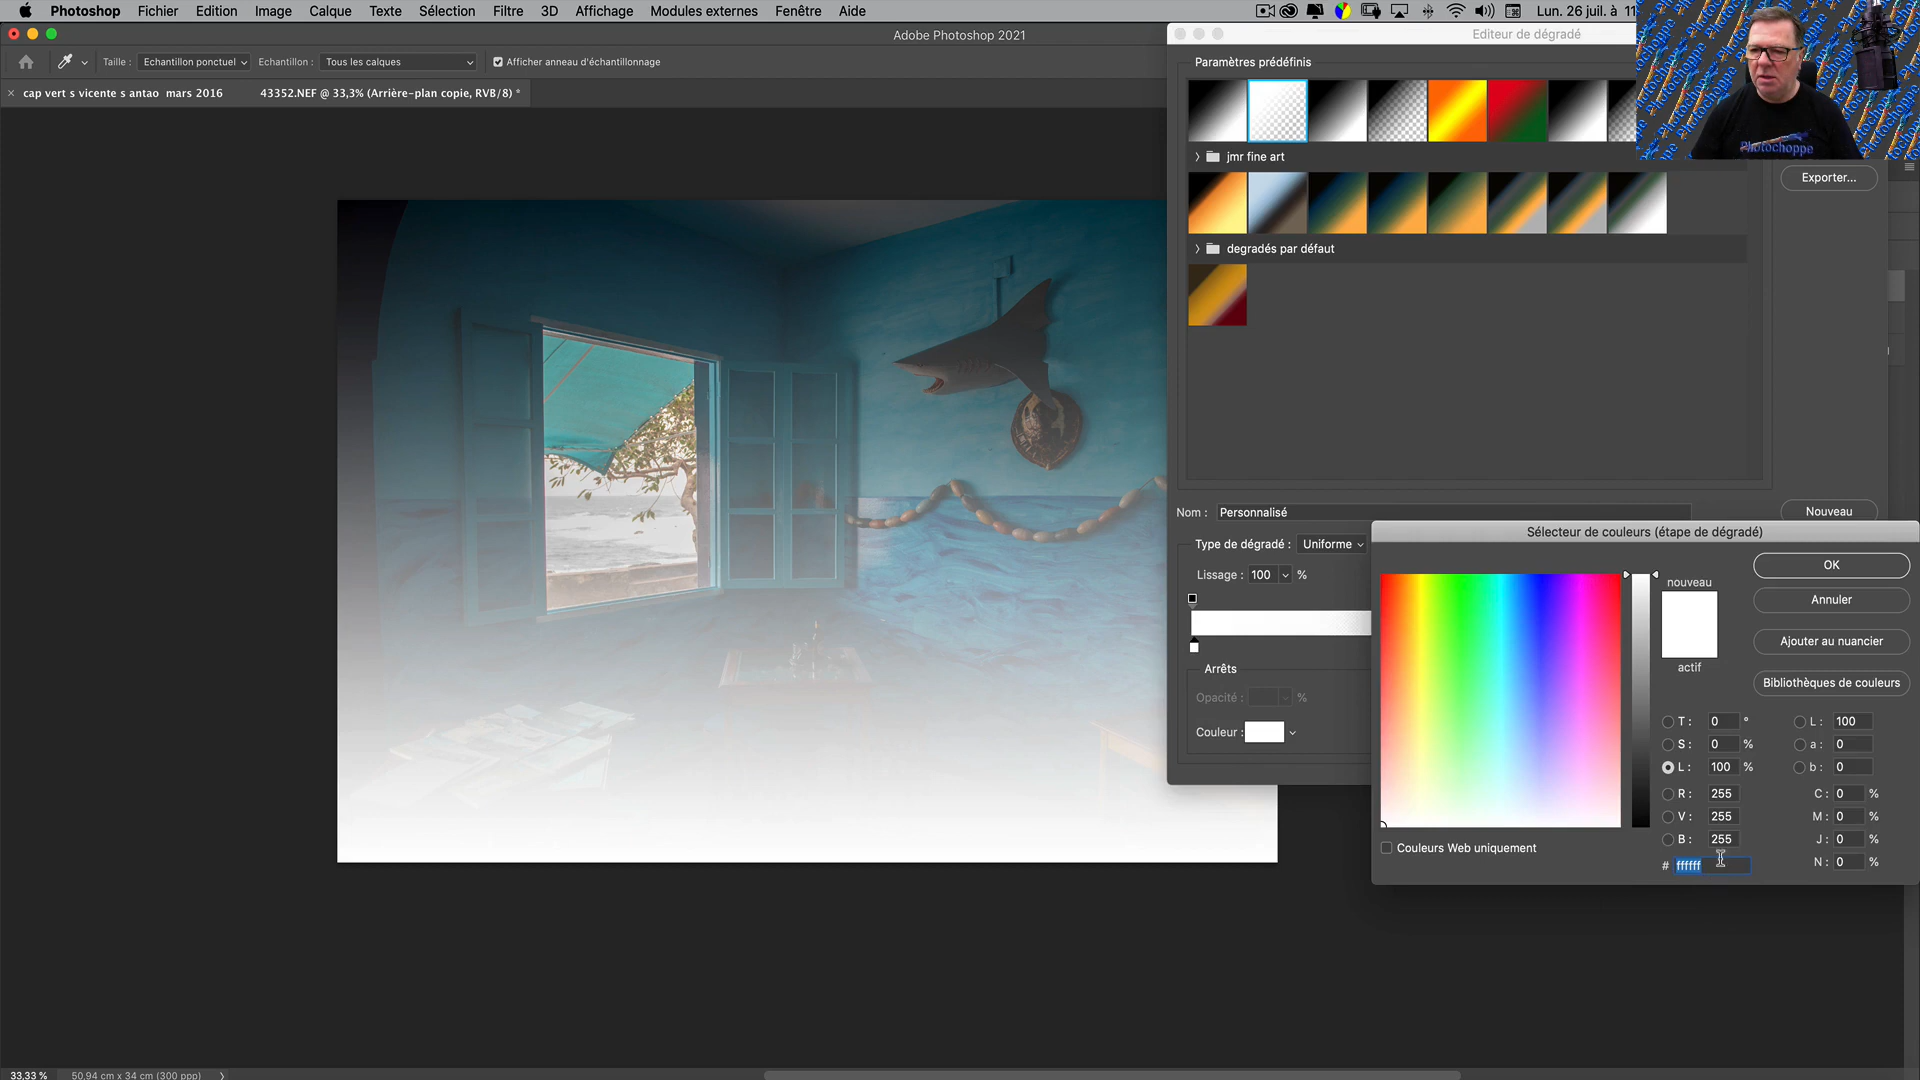 Photoshop Fichier Edition Image Calque Texte Sélection Filtre 3D Affichage Modules externes Fenêtre Aide Lun. 26 juil. à 11
Adobe Photoshop 2021
Editeur de dégradé
Taille : Echantillon ponctuel Echantillon : Tous les calques Afficher anneau d'échantillonnage
Paramètres prédéfinis
cap vert s vicente s antao mars 2016 43352.NEF @ 33,3% (Arrière-plan copie, RVB/8) *
Photochoppe
jmr fine art
Exporter...
degradés par défaut
Nom : Personnalisé
Nouveau
Sélecteur de couleurs (étape de dégradé)
Type de dégradé : Uniforme
OK
Lissage : 100 %
nouveau
Annuler
Ajouter au nuancier
actif
Arrêts
Bibliothèques de couleurs
Opacité : %
Couleur :
T : 0 ° L : 100
S : 0 % a : 0
L : 100 % b : 0
R : 255 C : 0 %
V : 255 M : 0 %
B : 255 J : 0 %
Couleurs Web uniquement
# ffffff N : 0 %
33,33 % 50,94 cm x 34 cm (300 ppp)